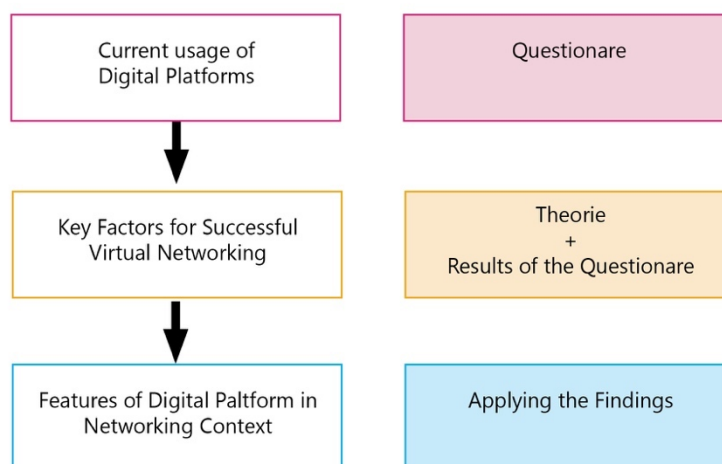 Current usage of
Digital Platforms
Questionare
Key Factors for Successful
Virtual Networking
Theorie
+
Results of the Questionare
Features of Digital Paltform in
Networking Context
Applying the Findings